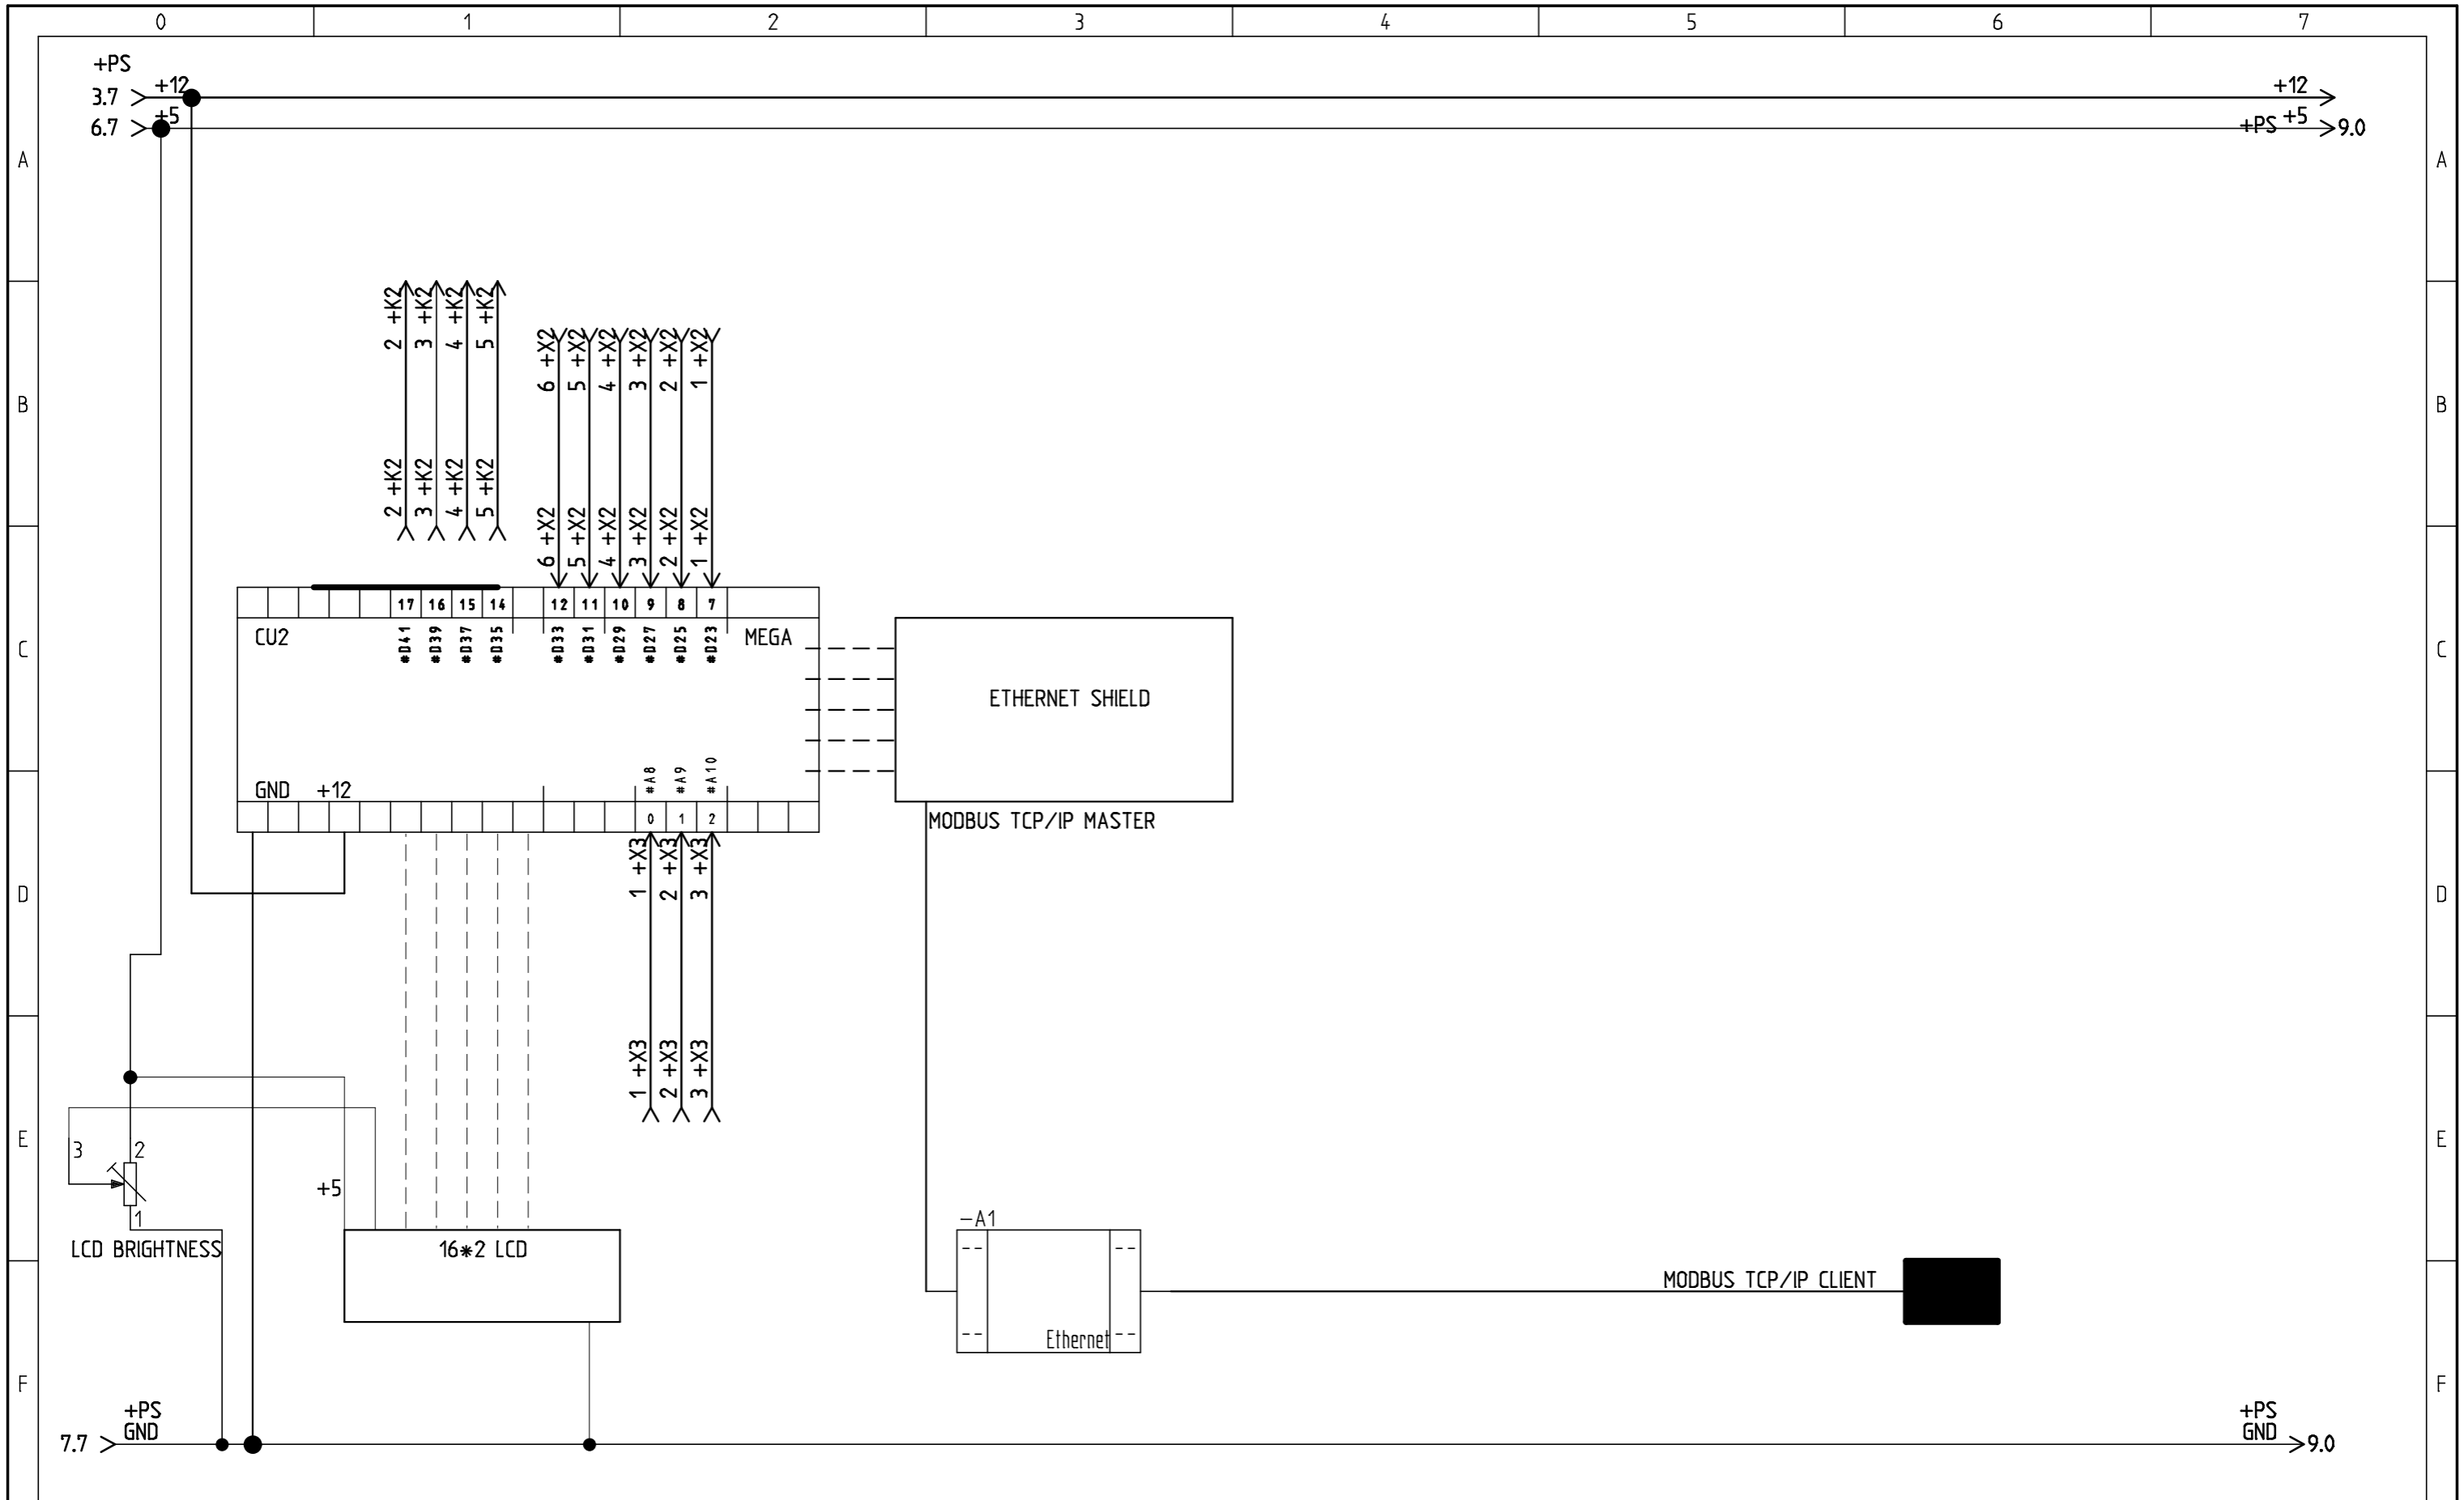 0 1 2 3 4 5 6 7
+PS
3.7 +12 +12
6.7 +5 +PS +5 9.0
A A
2 +K2 3 +K2 4 +K2 5 +K2
6 +X2 5 +X2 4 +X2 3 +X2 2 +X2 1 +X2
B B
2 +K2 3 +K2 4 +K2 5 +K2
6 +X2 5 +X2 4 +X2 3 +X2 2 +X2 1 +X2
17 16 15 14 12 11 10 9 8 7
CU2 #D41 #D39 #D37 #D35 #D33 #D31 #D29 #D27 #D25 #D23 MEGA
C C
ETHERNET SHIELD
#A8 #A9 #A10
GND +12
0 1 2
MODBUS TCP/IP MASTER
1 +X3 2 +X3 3 +X3
D D
1 +X3 2 +X3 3 +X3
E E
3 2
+5
1
-A1
LCD BRIGHTNESS
16*2 LCD
MODBUS TCP/IP CLIENT
Ethernet
F F
+PS +PS
GND GND
7.7 9.0